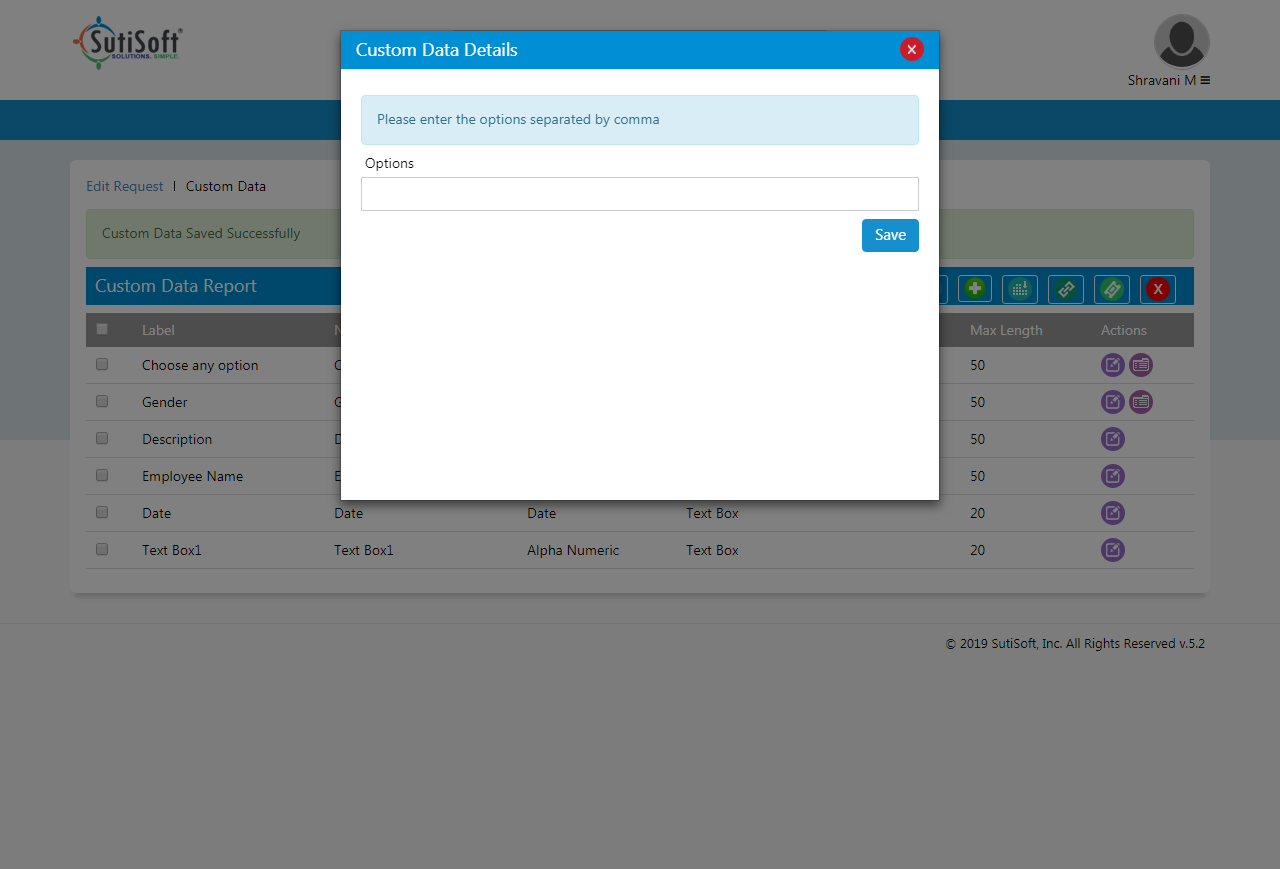 SutiSoft®
SOLUTIONS. SIMPLE.
Shravani M
Custom Data Details
X
Please enter the options separated by comma
Options
Save
Edit Request | Custom Data
Custom Data Saved Successfully
Custom Data Report
X
Label Max Length Actions
Choose any option 50
Gender 50
Description 50
Employee Name 50
Date Date Date Text Box 20
Text Box1 Text Box1 Alpha Numeric Text Box 20
© 2019 SutiSoft, Inc. All Rights Reserved v.5.2